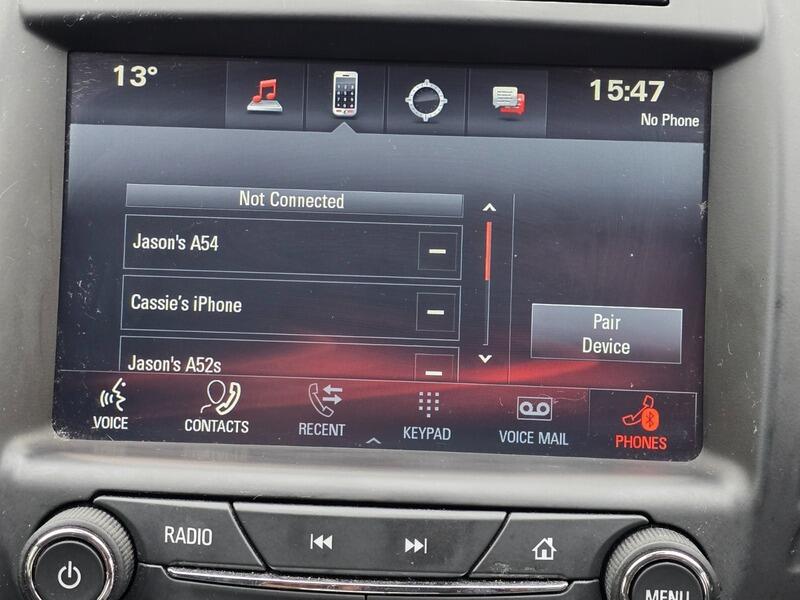 13°
15:47
No Phone
Not Connected
Jason's A54
Cassie's iPhone
Jason's A52s
Pair
Device
VOICE
CONTACTS
RECENT
KEYPAD
VOICE MAIL
PHONES
RADIO
MENU